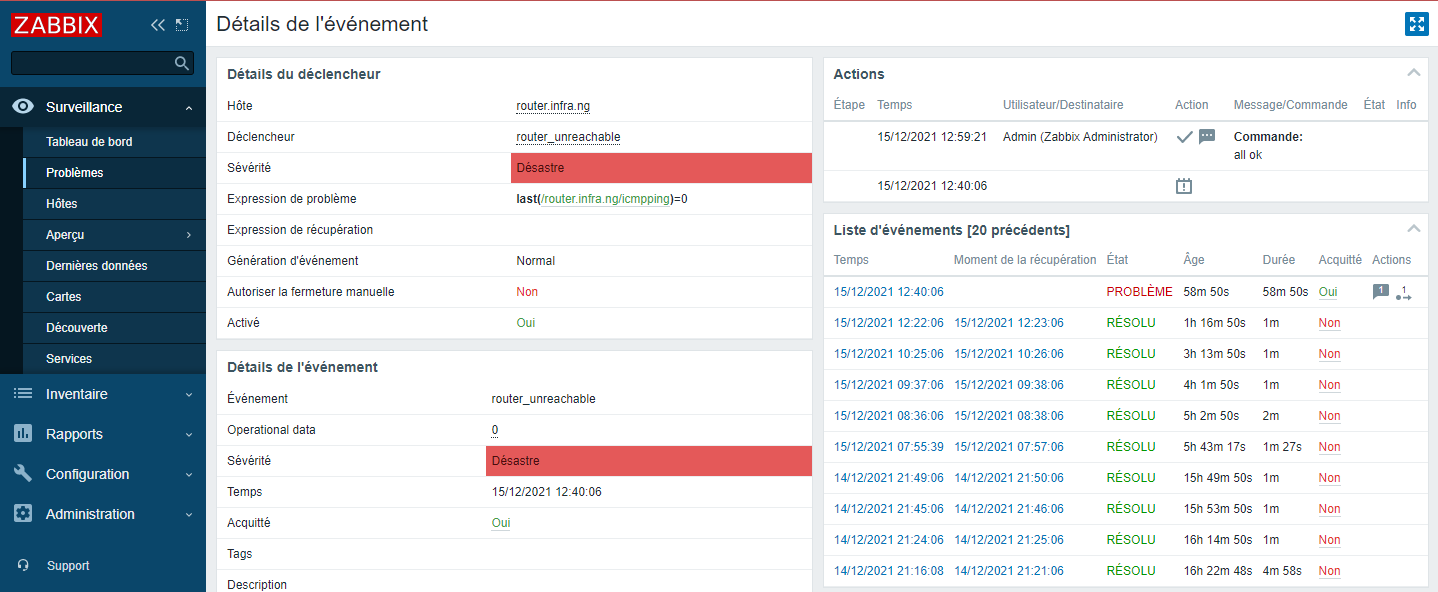 ZABBIX
Surveillance
Tableau de bord
Problèmes
Hôtes
Aperçu
Dernières données
Cartes
Découverte
Services
Inventaire
Rapports
Configuration
Administration
Support
Détails de l'événement
Détails du déclencheur
Hôte router.infra.ng
Déclencheur router_unreachable
Sévérité Désastre
Expression de problème last(/router.infra.ng/icmpping)=0
Expression de récupération
Génération d'événement Normal
Autoriser la fermeture manuelle Non
Activé Oui
Détails de l'événement
Événement router_unreachable
Operational data 0
Sévérité Désastre
Temps 15/12/2021 12:40:06
Acquitté Oui
Tags
Description
Actions
Étape Temps Utilisateur/Destinataire Action Message/Commande État Info
15/12/2021 12:59:21 Admin (Zabbix Administrator) Commande:
all ok
15/12/2021 12:40:06
Liste d'événements [20 précédents]
Temps Moment de la récupération État Âge Durée Acquitté Actions
15/12/2021 12:40:06 PROBLÈME 58m 50s 58m 50s Oui 1 1
15/12/2021 12:22:06 15/12/2021 12:23:06 RÉSOLU 1h 16m 50s 1m Non
15/12/2021 10:25:06 15/12/2021 10:26:06 RÉSOLU 3h 13m 50s 1m Non
15/12/2021 09:37:06 15/12/2021 09:38:06 RÉSOLU 4h 1m 50s 1m Non
15/12/2021 08:36:06 15/12/2021 08:38:06 RÉSOLU 5h 2m 50s 2m Non
15/12/2021 07:55:39 15/12/2021 07:57:06 RÉSOLU 5h 43m 17s 1m 27s Non
14/12/2021 21:49:06 14/12/2021 21:50:06 RÉSOLU 15h 49m 50s 1m Non
14/12/2021 21:45:06 14/12/2021 21:46:06 RÉSOLU 15h 53m 50s 1m Non
14/12/2021 21:24:06 14/12/2021 21:25:06 RÉSOLU 16h 14m 50s 1m Non
14/12/2021 21:16:08 14/12/2021 21:21:06 RÉSOLU 16h 22m 48s 4m 58s Non